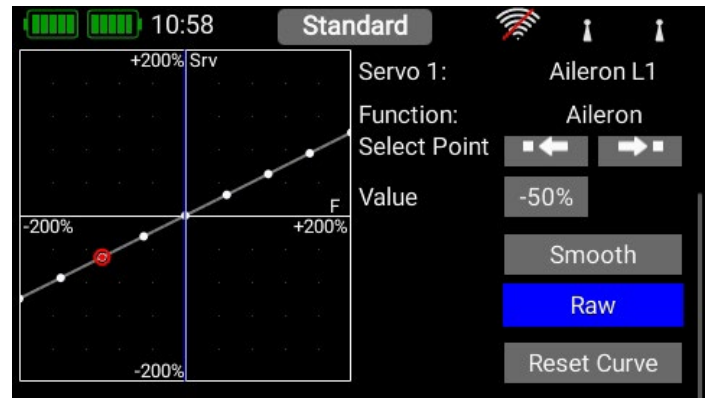 10:58 Standard
+200% Srv
Servo 1: Aileron L1
Function: Aileron
Select Point
Value -50%
F
-200% +200%
Smooth
Raw
Reset Curve
-200%